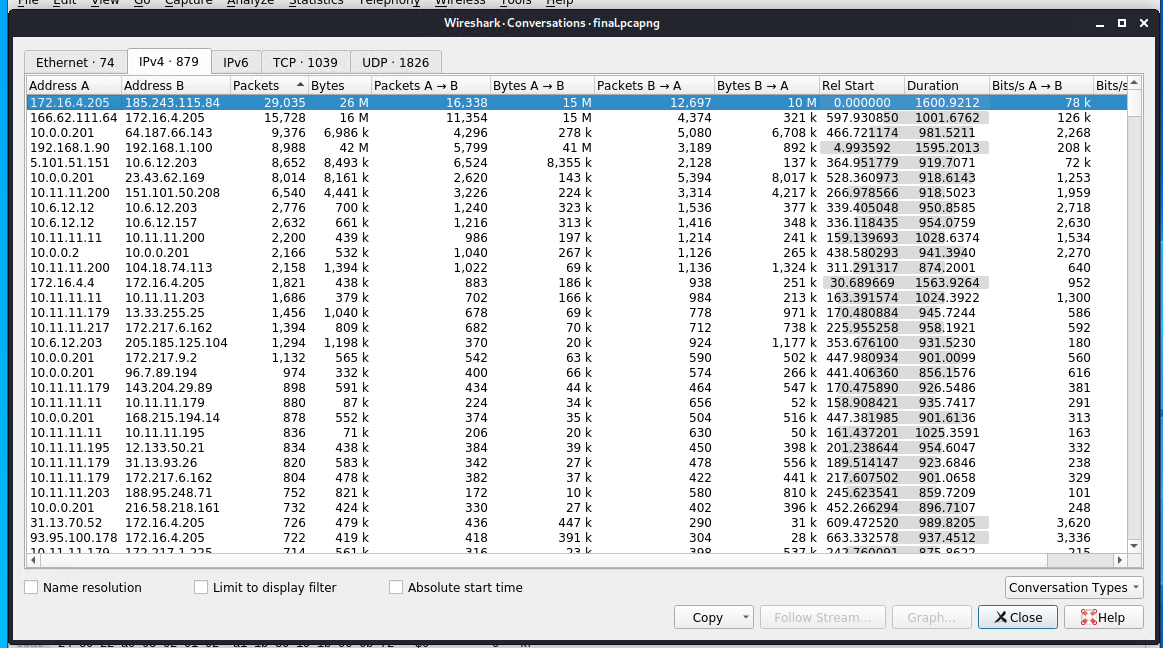 File Edit View Go Capture Analyze Statistics Telephony Wireless Tools Help
Wireshark · Conversations · final.pcapng
Ethernet · 74 IPv4 · 879 IPv6 TCP · 1039 UDP · 1826
Address A Address B Packets Bytes Packets A → B Bytes A → B Packets B → A Bytes B → A Rel Start Duration Bits/s A → B Bits/s
172.16.4.205 185.243.115.84 29,035 26 M 16,338 15 M 12,697 10 M 0.000000 1600.9212 78 k
166.62.111.64 172.16.4.205 15,728 16 M 11,354 15 M 4,374 321 k 597.930850 1001.6762 126 k
10.0.0.201 64.187.66.143 9,376 6,986 k 4,296 278 k 5,080 6,708 k 466.721174 981.5211 2,268
192.168.1.90 192.168.1.100 8,988 42 M 5,799 41 M 3,189 892 k 4.993592 1595.2013 208 k
5.101.51.151 10.6.12.203 8,652 8,493 k 6,524 8,355 k 2,128 137 k 364.951779 919.7071 72 k
10.0.0.201 23.43.62.169 8,014 8,161 k 2,620 143 k 5,394 8,017 k 528.360973 918.6143 1,253
10.11.11.200 151.101.50.208 6,540 4,441 k 3,226 224 k 3,314 4,217 k 266.978566 918.5023 1,959
10.6.12.12 10.6.12.203 2,776 700 k 1,240 323 k 1,536 377 k 339.405048 950.8585 2,718
10.6.12.12 10.6.12.157 2,632 661 k 1,216 313 k 1,416 348 k 336.118435 954.0759 2,630
10.11.11.11 10.11.11.200 2,200 439 k 986 197 k 1,214 241 k 159.139693 1028.6374 1,534
10.0.0.2 10.0.0.201 2,166 532 k 1,040 267 k 1,126 265 k 438.580293 941.3940 2,270
10.11.11.200 104.18.74.113 2,158 1,394 k 1,022 69 k 1,136 1,324 k 311.291317 874.2001 640
172.16.4.4 172.16.4.205 1,821 438 k 883 186 k 938 251 k 30.689669 1563.9264 952
10.11.11.11 10.11.11.203 1,686 379 k 702 166 k 984 213 k 163.391574 1024.3922 1,300
10.11.11.179 13.33.255.25 1,456 1,040 k 678 69 k 778 971 k 170.480884 945.7244 586
10.11.11.217 172.217.6.162 1,394 809 k 682 70 k 712 738 k 225.955258 958.1921 592
10.6.12.203 205.185.125.104 1,294 1,198 k 370 20 k 924 1,177 k 353.676100 931.5230 180
10.0.0.201 172.217.9.2 1,132 565 k 542 63 k 590 502 k 447.980934 901.0099 560
10.0.0.201 96.7.89.194 974 332 k 400 66 k 574 266 k 441.406360 856.1576 616
10.11.11.179 143.204.29.89 898 591 k 434 44 k 464 547 k 170.475890 926.5486 381
10.11.11.11 10.11.11.179 880 87 k 224 34 k 656 52 k 158.908421 935.7417 291
10.0.0.201 168.215.194.14 878 552 k 374 35 k 504 516 k 447.381985 901.6136 313
10.11.11.11 10.11.11.195 836 71 k 206 20 k 630 50 k 161.437201 1025.3591 163
10.11.11.195 12.133.50.21 834 438 k 384 39 k 450 398 k 201.238644 954.6047 332
10.11.11.179 31.13.93.26 820 583 k 342 27 k 478 556 k 189.514147 923.6846 238
10.11.11.179 172.217.6.162 804 478 k 382 37 k 422 441 k 217.607502 901.0658 329
10.11.11.203 188.95.248.71 752 821 k 172 10 k 580 810 k 245.623541 859.7209 101
10.0.0.201 216.58.218.161 732 424 k 330 27 k 402 396 k 452.266294 896.7107 248
31.13.70.52 172.16.4.205 726 479 k 436 447 k 290 31 k 609.472520 989.8205 3,620
93.95.100.178 172.16.4.205 722 419 k 418 391 k 304 28 k 663.332578 937.4512 3,336
10.11.11.179 172.217.1.225 714 561 k 316 23 k 398 537 k 242.760091 875.8622 215
Name resolution Limit to display filter Absolute start time Conversation Types
Copy Follow Stream... Graph... Close Help